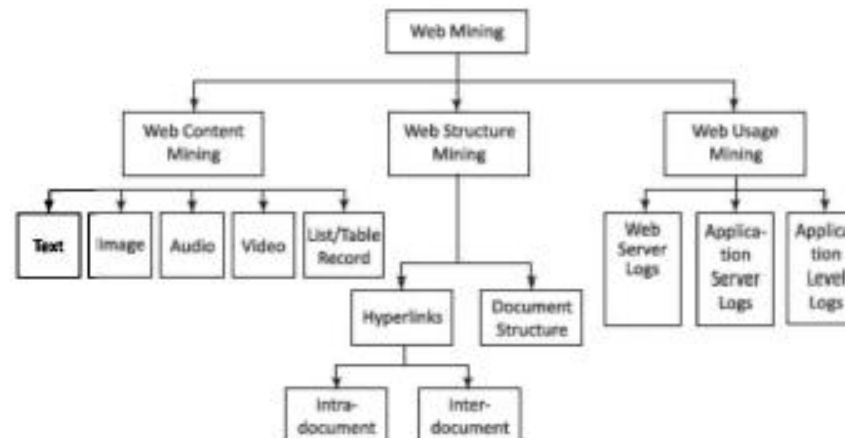 Web Mining
Web Content
Mining
Web Structure
Mining
Web Usage
Mining
Text
Image
Audio
Video
List/Table
Record
Web
Server
Logs
Applica-
tion
Server
Logs
Applica-
tion
Level
Logs
Hyperlinks
Document
Structure
Intra-
document
Inter-
document